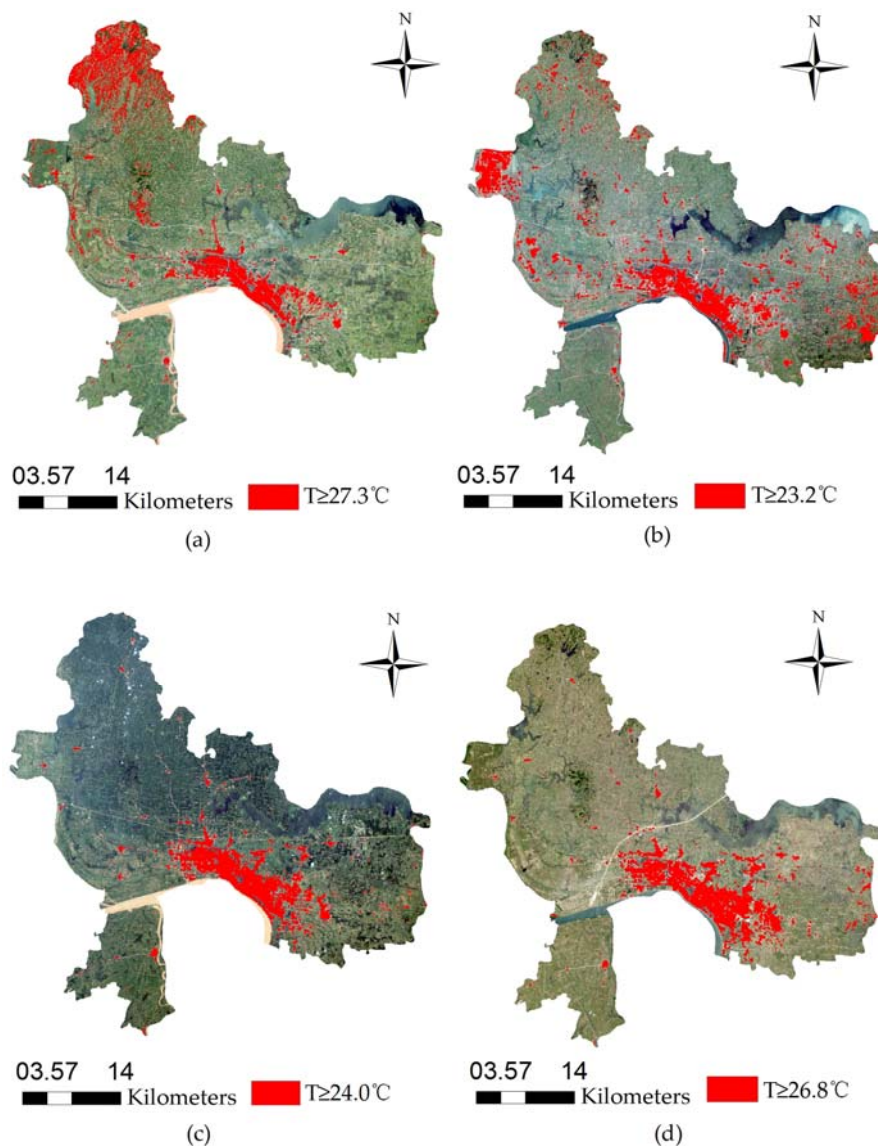 N
N
03.57 14
Kilometers
T≥27.3℃
(a)
03.57 14
Kilometers
T≥23.2℃
(b)
N
N
03.57 14
Kilometers
T≥24.0℃
(c)
03.57 14
Kilometers
T≥26.8℃
(d)